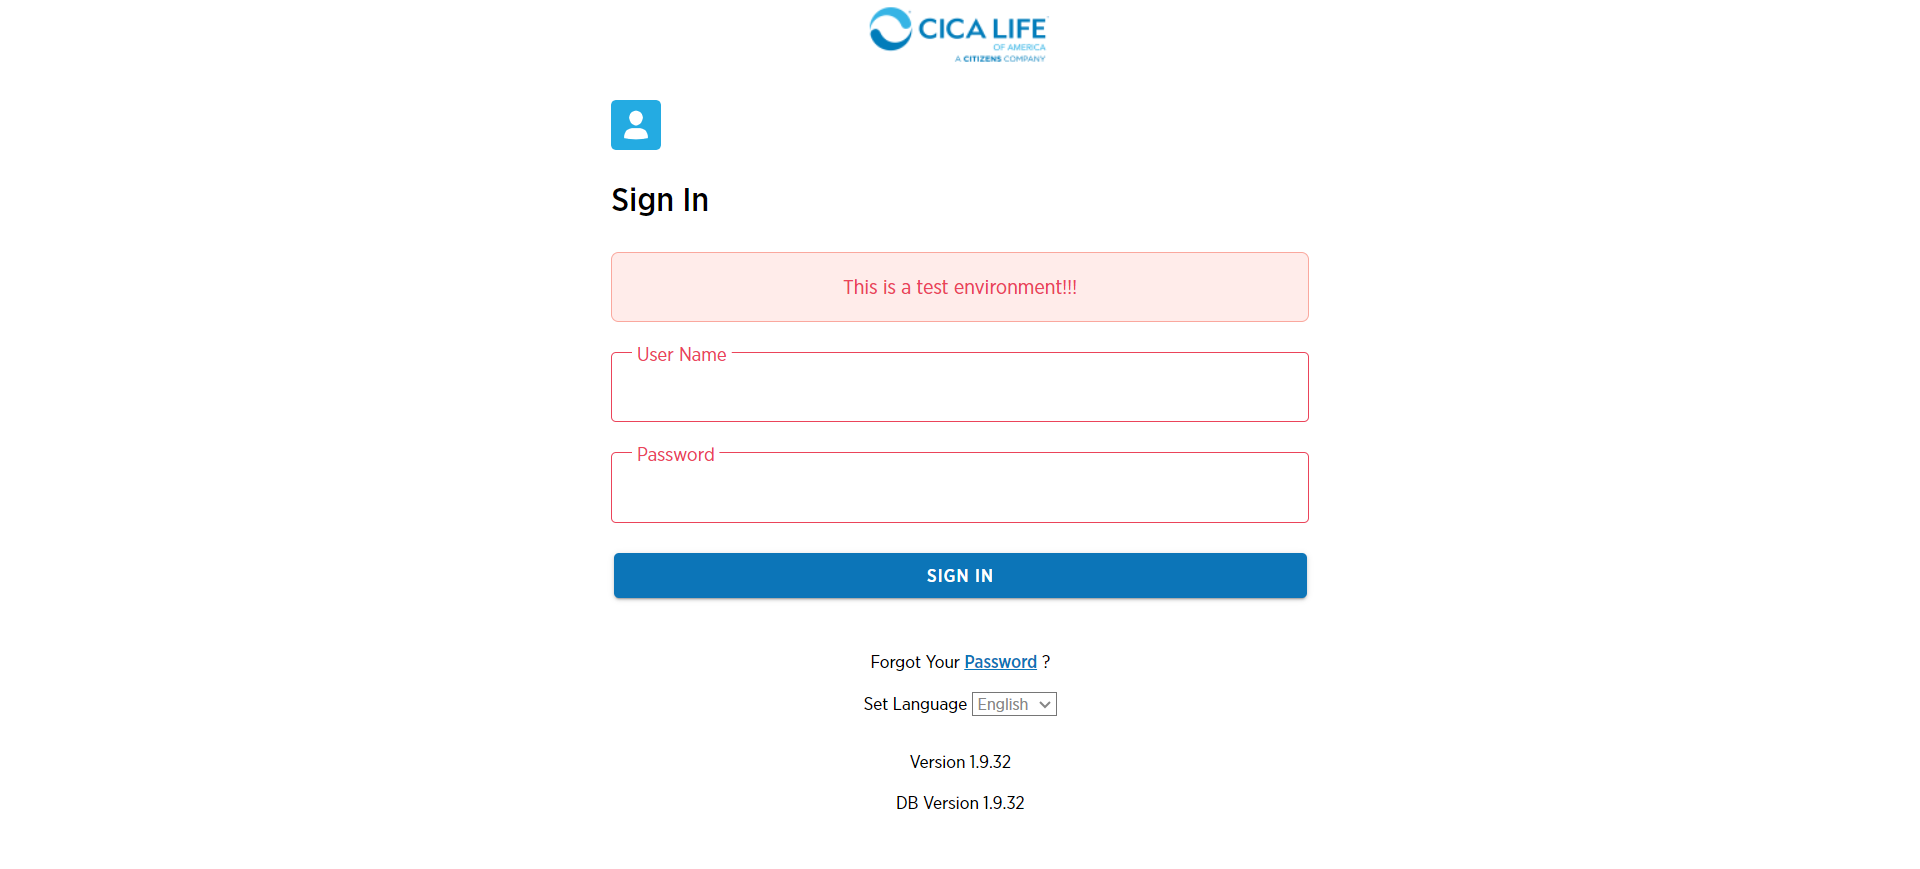 CICA LIFE
OF AMERICA
A CITIZENS COMPANY
Sign In
This is a test environment!!!
User Name
Password
SIGN IN
Forgot Your Password ?
Set Language English
Version 1.9.32
DB Version 1.9.32